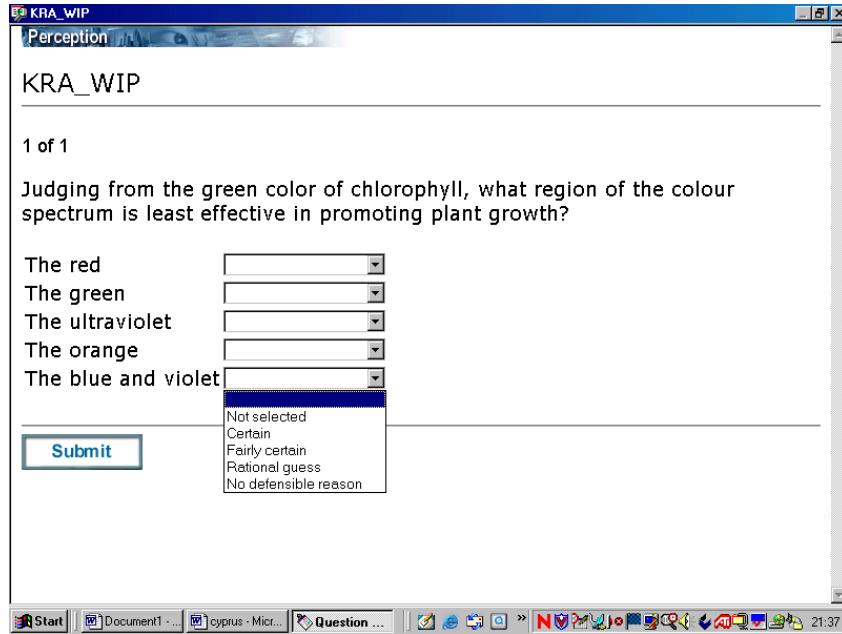 KRA_WIP
Perception
KRA_WIP
1 of 1
Judging from the green color of chlorophyll, what region of the colour
spectrum is least effective in promoting plant growth?
The red
The green
The ultraviolet
The orange
The blue and violet
Not selected
Certain
Fairly certain
Rational guess
No defensible reason
Submit
Start Document1 - ... cyprus - Micr... Question ... » 21:37